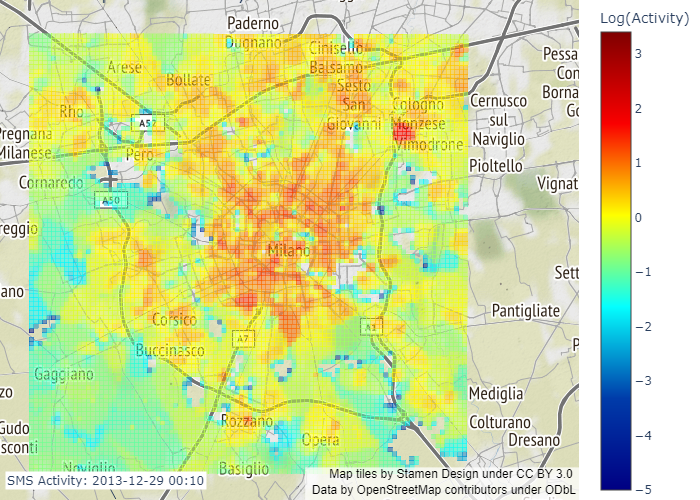 Paderno
Dugnano
Log(Activity)
Cinisello
Balsamo
Arese
Bollate
Sesto
San
Giovanni
Pessa
Con
Borna
Go
Rho
A52
Cologno
Monzese
Vimodrone
Cernusco
sul
Naviglio
Pregnana
Milanese
Pero
Pioltello
Cornaredo
A50
Vignat
reggio
Milano
Sett
ano
Corsico
A7
A1
Pantigliate
Buccinasco
P
Gaggiano
zo
Mediglia
Rozzano
Colturano
Gudo
sconti
Opera
Dresano
Noviglio
Basiglio
SMS Activity: 2013-12-29 00:10
Map tiles by Stamen Design under CC BY 3.0
Data by OpenStreetMap contributors under ODbL
3
2
1
0
−1
−2
−3
−4
−5